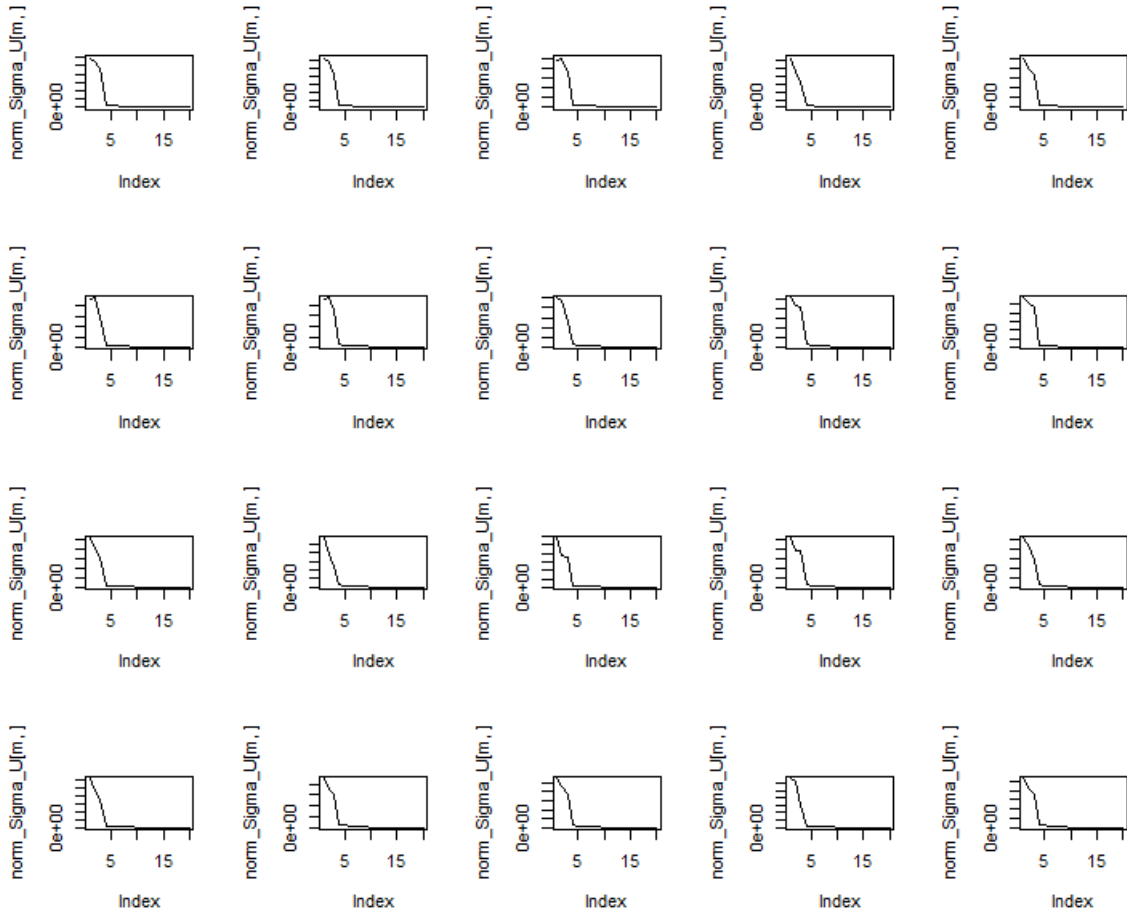 norm_Sigma_U[m, ] norm_Sigma_U[m, ] norm_Sigma_U[m, ] norm_Sigma_U[m, ] norm_Sigma_U[m, ]
0e+00 0e+00 0e+00 0e+00 0e+00
5 15 5 15 5 15 5 15 5 15
Index Index Index Index Index
norm_Sigma_U[m, ] norm_Sigma_U[m, ] norm_Sigma_U[m, ] norm_Sigma_U[m, ] norm_Sigma_U[m, ]
0e+00 0e+00 0e+00 0e+00 0e+00
5 15 5 15 5 15 5 15 5 15
Index Index Index Index Index
norm_Sigma_U[m, ] norm_Sigma_U[m, ] norm_Sigma_U[m, ] norm_Sigma_U[m, ] norm_Sigma_U[m, ]
0e+00 0e+00 0e+00 0e+00 0e+00
5 15 5 15 5 15 5 15 5 15
Index Index Index Index Index
norm_Sigma_U[m, ] norm_Sigma_U[m, ] norm_Sigma_U[m, ] norm_Sigma_U[m, ] norm_Sigma_U[m, ]
0e+00 0e+00 0e+00 0e+00 0e+00
5 15 5 15 5 15 5 15 5 15
Index Index Index Index Index